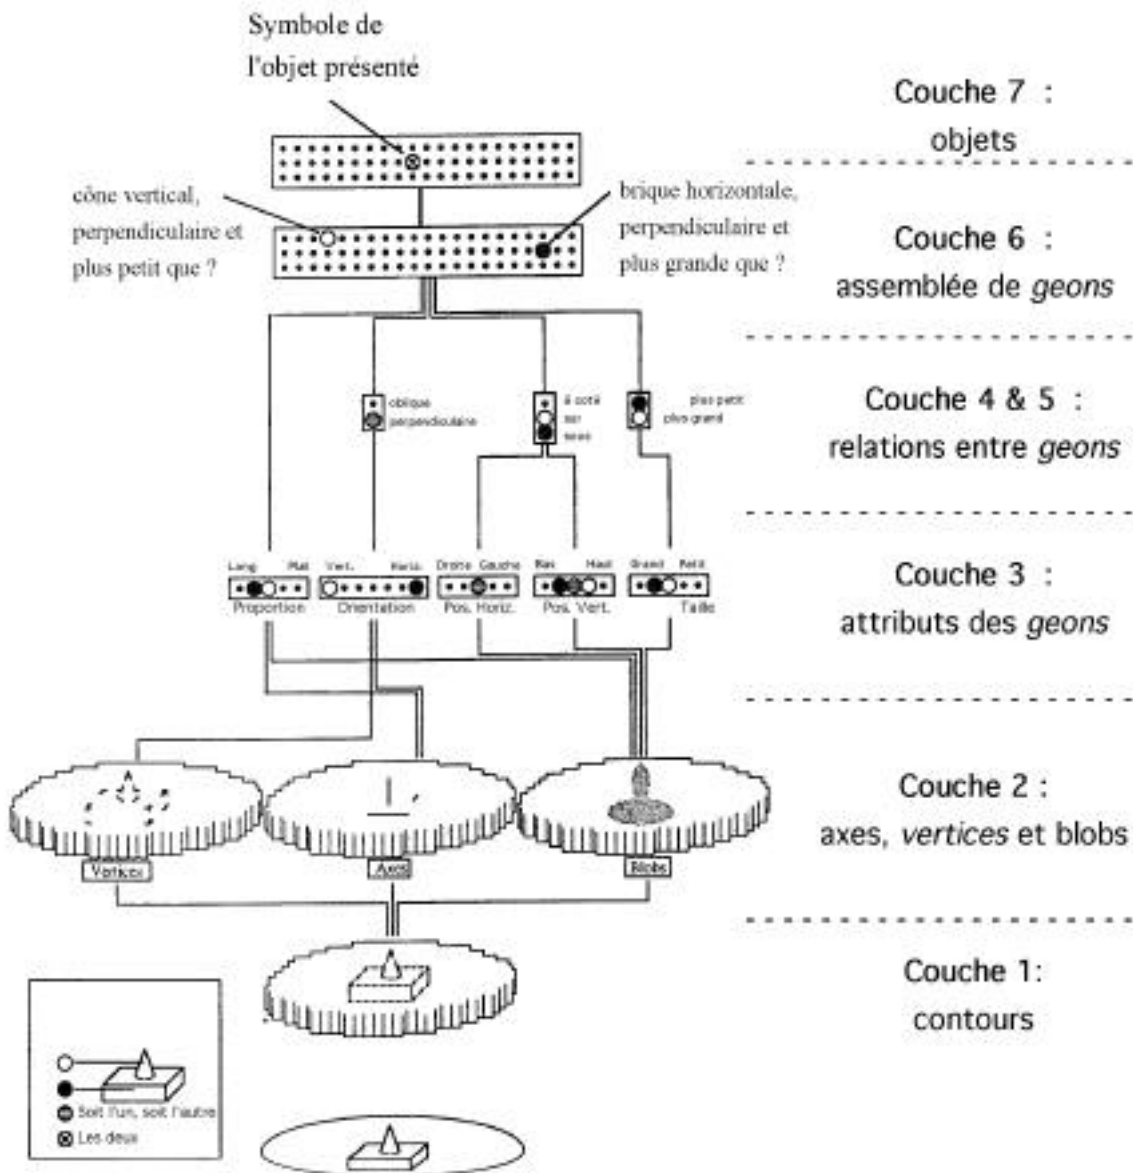 Symbole de
l'objet présenté
Couche 7 :
objets
cône vertical,
perpendiculaire et
plus petit que ?
brique horizontale,
perpendiculaire et
plus grande que ?
Couche 6 :
assemblée de geons
oblique
perpendiculaire
à coté
sur
sous
plus petit
plus grand
Couche 4 & 5 :
relations entre geons
Long Plat
Proportion
Vert. Horiz.
Orientation
Droite Gauche
Pos. Horiz.
Bas Haut
Pos. Vert.
Grand Petit
Taille
Couche 3 :
attributs des geons
Vertices
Axes
Blobs
Couche 2 :
axes, vertices et blobs
Couche 1:
contours
Soit l'un, soit l'autre
Les deux